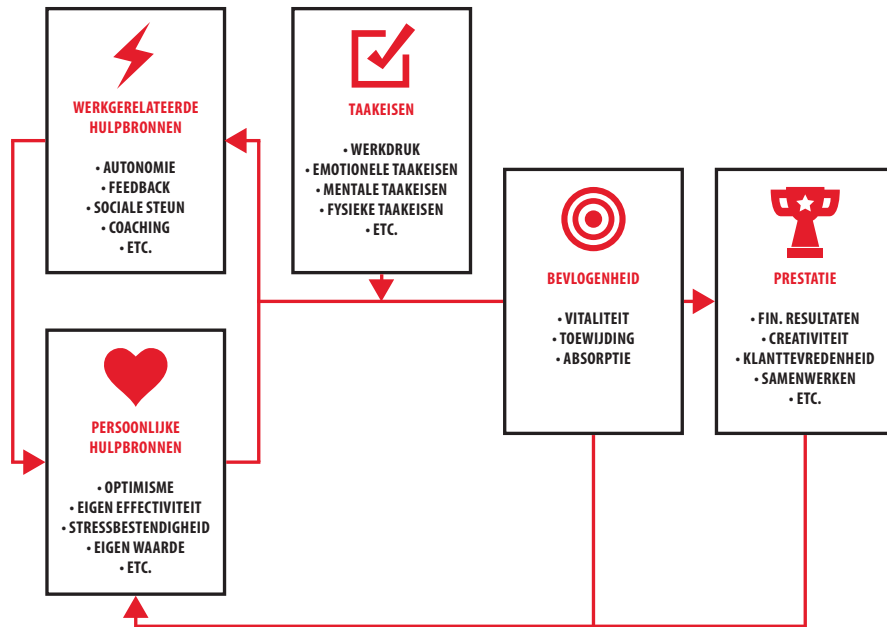 WERKGERELATEERDE
HULPBRONNEN
• AUTONOMIE
• FEEDBACK
• SOCIALE STEUN
• COACHING
• ETC.
TAAKEISEN
• WERKDRUK
• EMOTIONELE TAAKEISEN
• MENTALE TAAKEISEN
• FYSIEKE TAAKEISEN
• ETC.
BEVLOGENHEID
• VITALITEIT
• TOEWIJDING
• ABSORPTIE
PRESTATIE
• FIN. RESULTATEN
• CREATIVITEIT
• KLANTTEVREDENHEID
• SAMENWERKEN
• ETC.
PERSOONLIJKE
HULPBRONNEN
• OPTIMISME
• EIGEN EFFECTIVITEIT
• STRESSBESTENDIGHEID
• EIGEN WAARDE
• ETC.